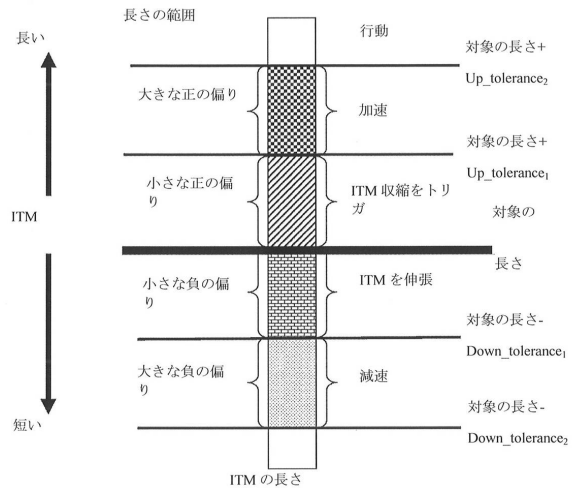 長さの範囲
行動
長い
対象の長さ+
Up_tolerance2
大きな正の偏り
加速
対象の長さ+
Up_tolerance1
小さな正の偏
り
ITM 収縮をトリ
ガ
対象の
ITM
長さ
小さな負の偏
り
ITM を伸張
対象の長さ-
Down_tolerance1
大きな負の偏
り
減速
対象の長さ-
Down_tolerance2
短い
ITM の長さ